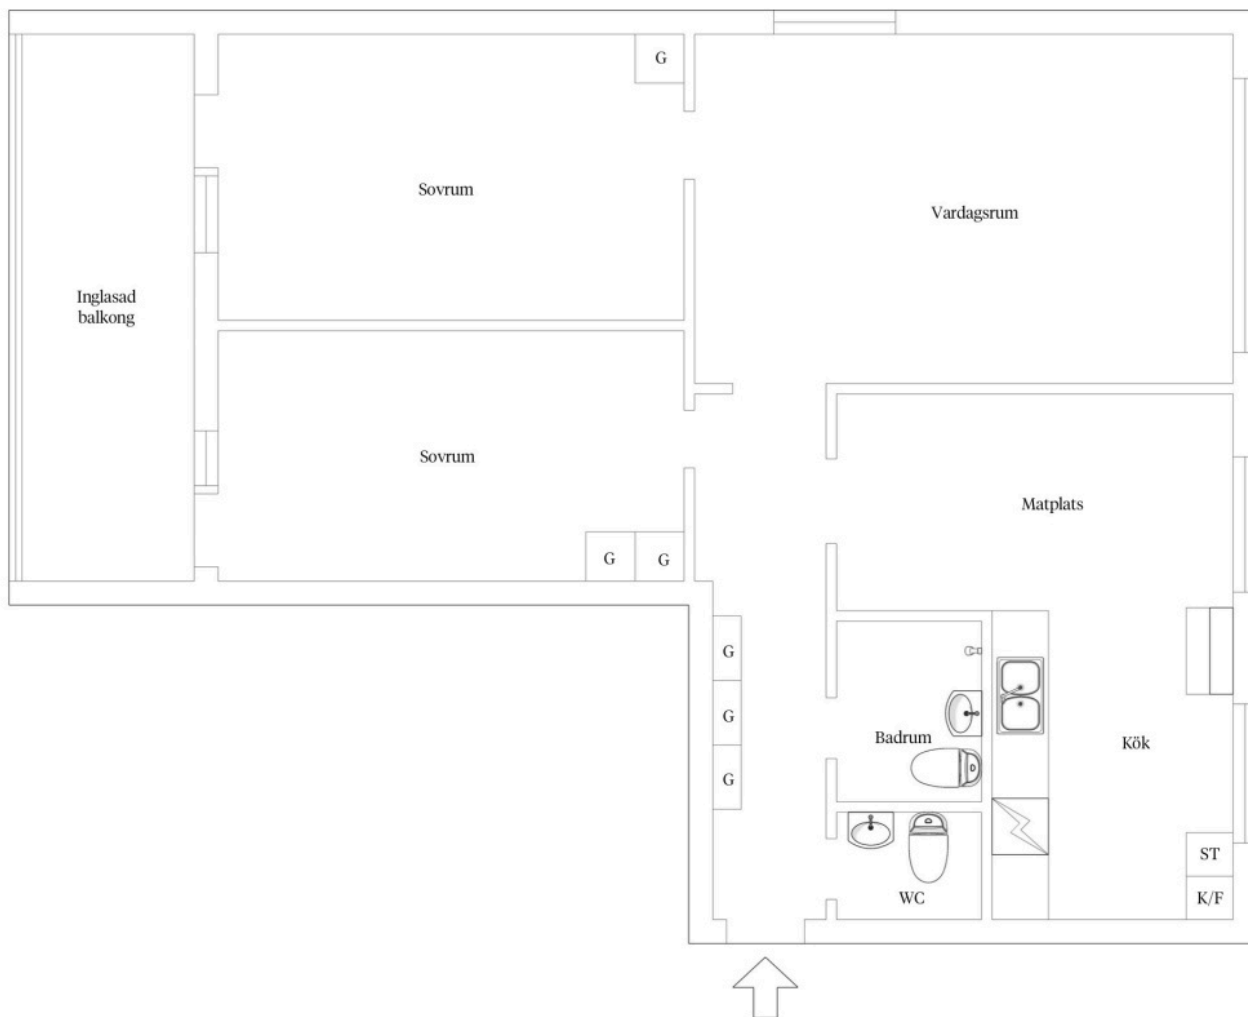 G
Sovrum
Vardagsrum
Inglasad
balkong
Sovrum
Matplats
G G
G
G
G
Badrum
Kök
WC
ST
K/F